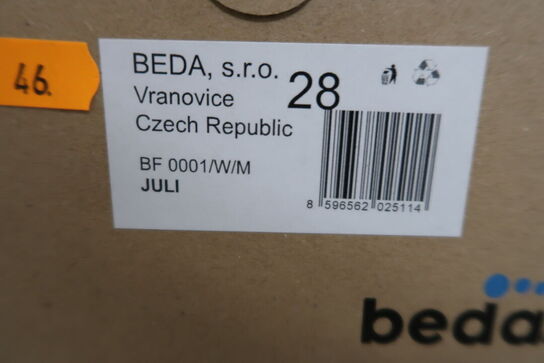 46.
BEDA, s.r.o. 28
Vranovice
Czech Republic
BF 0001/W/M
JULI
8 596562 025114
beda